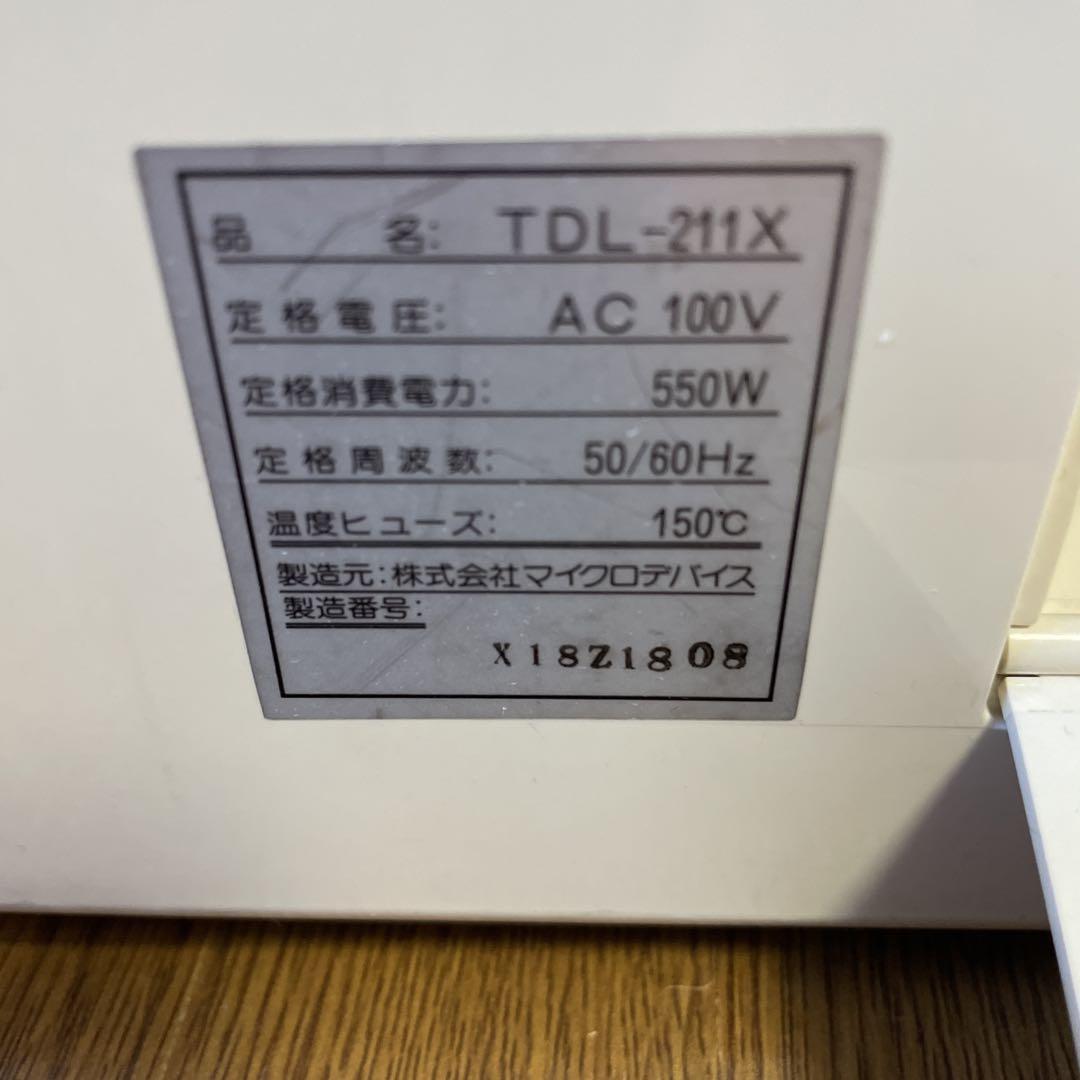 品 名: TDL-211X
定格電圧: AC 100V
定格消費電力: 550W
定格周波数: 50/60Hz
温度ヒューズ: 150℃
製造元:株式会社マイクロデバイス
製造番号:
X18Z1808